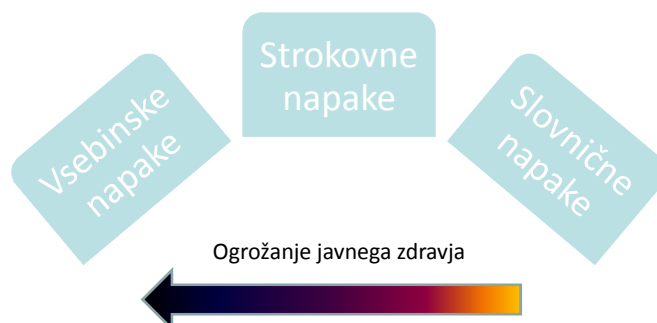 Vsebinske
napake
Strokovne
napake
Slovnične
napake
Ogrožanje javnega zdravja